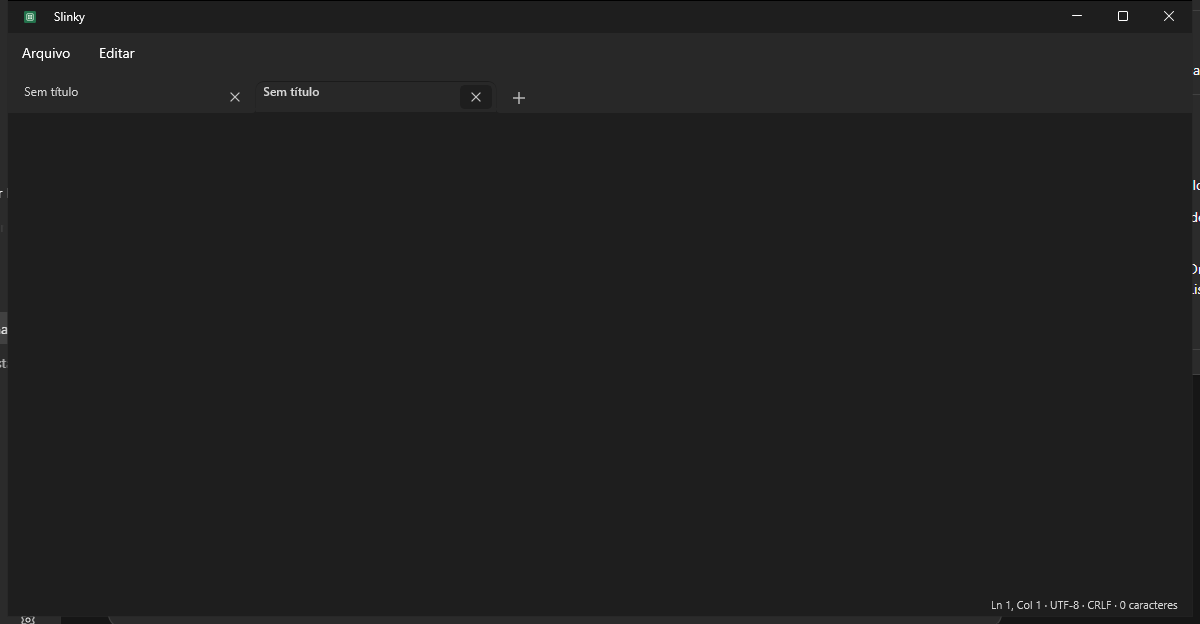 Slinky
Arquivo Editar
Sem título Sem título
Ln 1, Col 1 · UTF-8 · CRLF · 0 caracteres